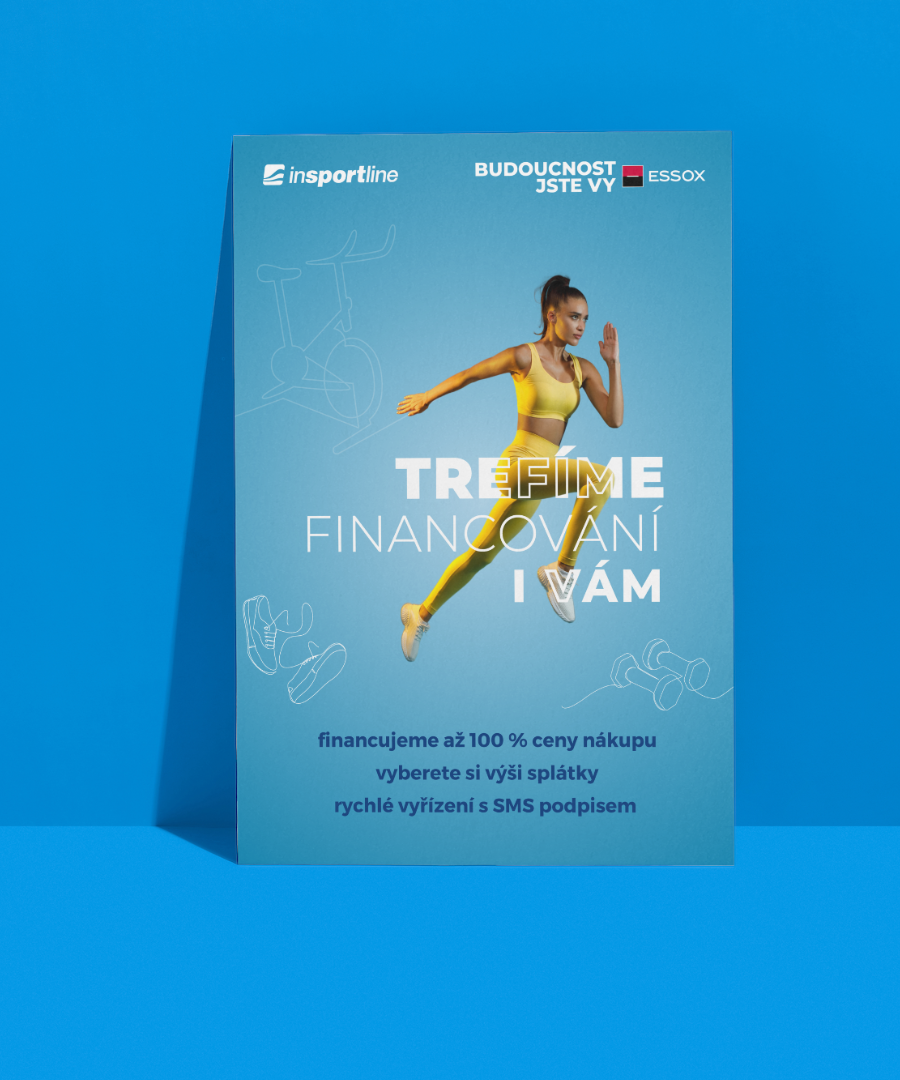 insportline
BUDOUCNOST
JSTE VY
ESSOX
TREFÍME
FINANCOVÁNÍ
I VÁM
financujeme až 100 % ceny nákupu
vyberete si výši splátky
rychlé vyřízení s SMS podpisem